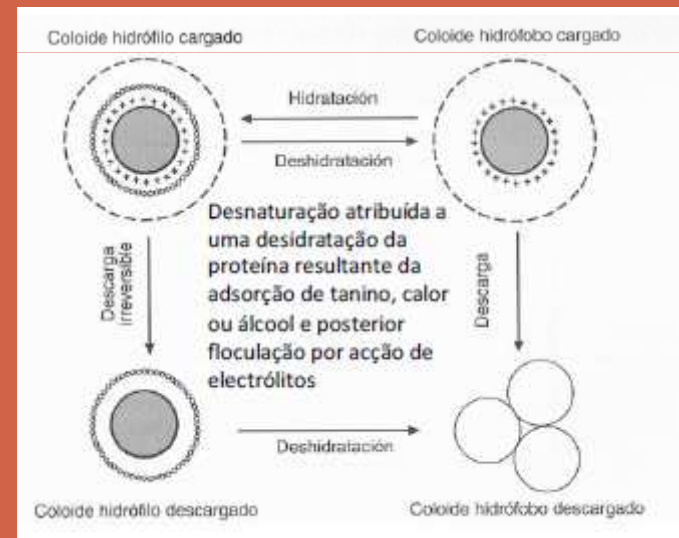 Coloide hidrófilo cargado
Coloide hidrófobo cargado
Hidratación
Deshidratación
Desnaturação atribuída a
uma desidratação da
proteína resultante da
adsorção de tanino, calor
ou álcool e posterior
floculação por acção de
electrólitos
Descarga
irreversible
Descarga
Deshidratación
Coloide hidrófilo descargado
Coloide hidrófobo descargado